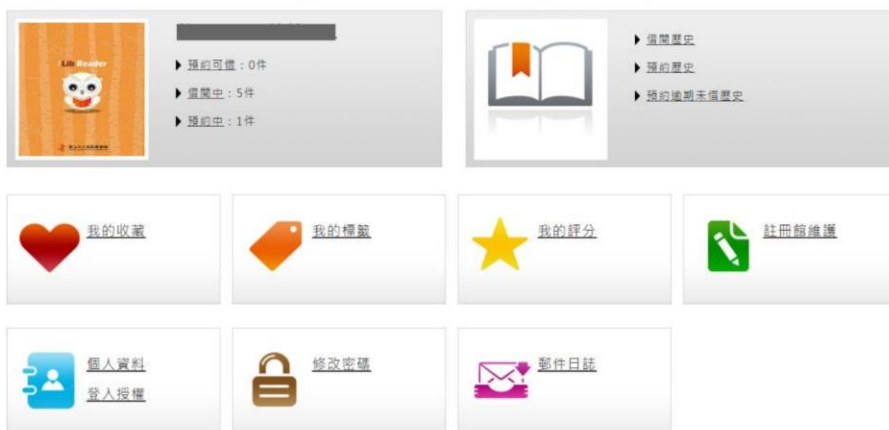 Lib Reader
預約可借：0件
借閱中：5件
預約中：1件
借閱歷史
預約歷史
預約逾期未借歷史
我的收藏
我的標籤
我的評分
註冊館維護
個人資料
登入授權
修改密碼
郵件日誌